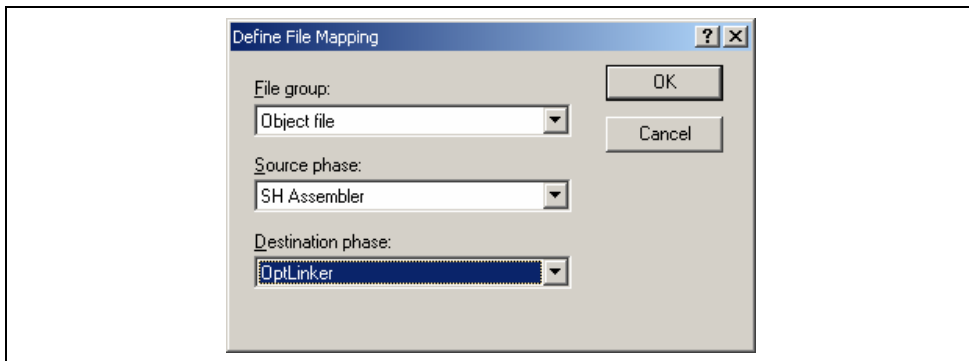 Define File Mapping
File group:
Object file
Source phase:
SH Assembler
Destination phase:
OptLinker
OK
Cancel